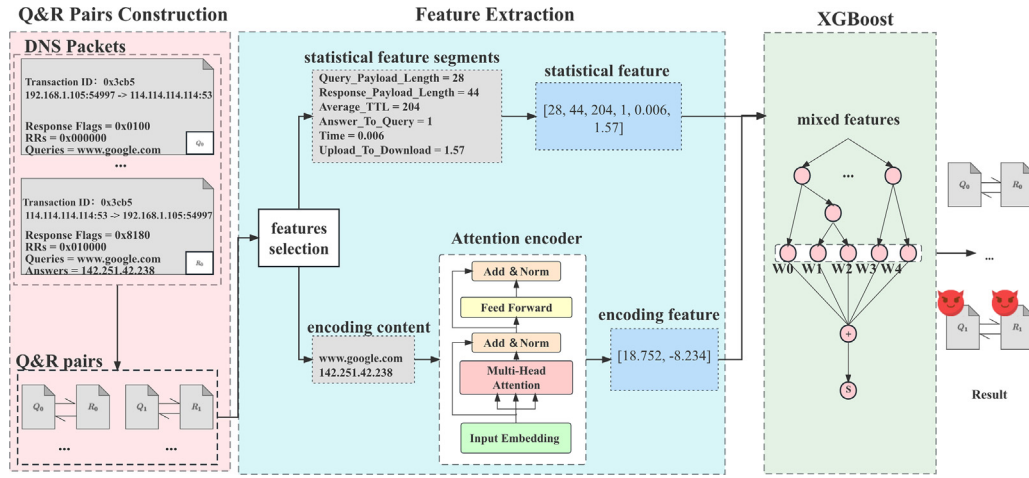 Q&R Pairs Construction
DNS Packets
Transaction ID: 0x3cb5
192.168.1.105:54997 -> 114.114.114.114:53
Response Flags = 0x0100
RRs = 0x000000
Queries = www.google.com
Q0
...
Transaction ID: 0x3cb5
114.114.114.114:53 -> 192.168.1.105:54997
Response Flags = 0x8180
RRs = 0x010000
Queries = www.google.com
Answers = 142.251.42.238
R0
Q&R pairs
Q0 R0 Q1 R1
... ...
Feature Extraction
features
selection
statistical feature segments
Query_Payload_Length = 28
Response_Payload_Length = 44
Average_TTL = 204
Answer_To_Query = 1
Time = 0.006
Upload_To_Download = 1.57
statistical feature
[28, 44, 204, 1, 0.006,
1.57]
encoding content
www.google.com
142.251.42.238
Attention encoder
Add & Norm
Feed Forward
Add & Norm
Multi-Head
Attention
Input Embedding
encoding feature
[18.752, -8.234]
XGBoost
mixed features
...
W0 W1 W2 W3 W4
+
S
Q0 R0
...
Q1 R1
Result